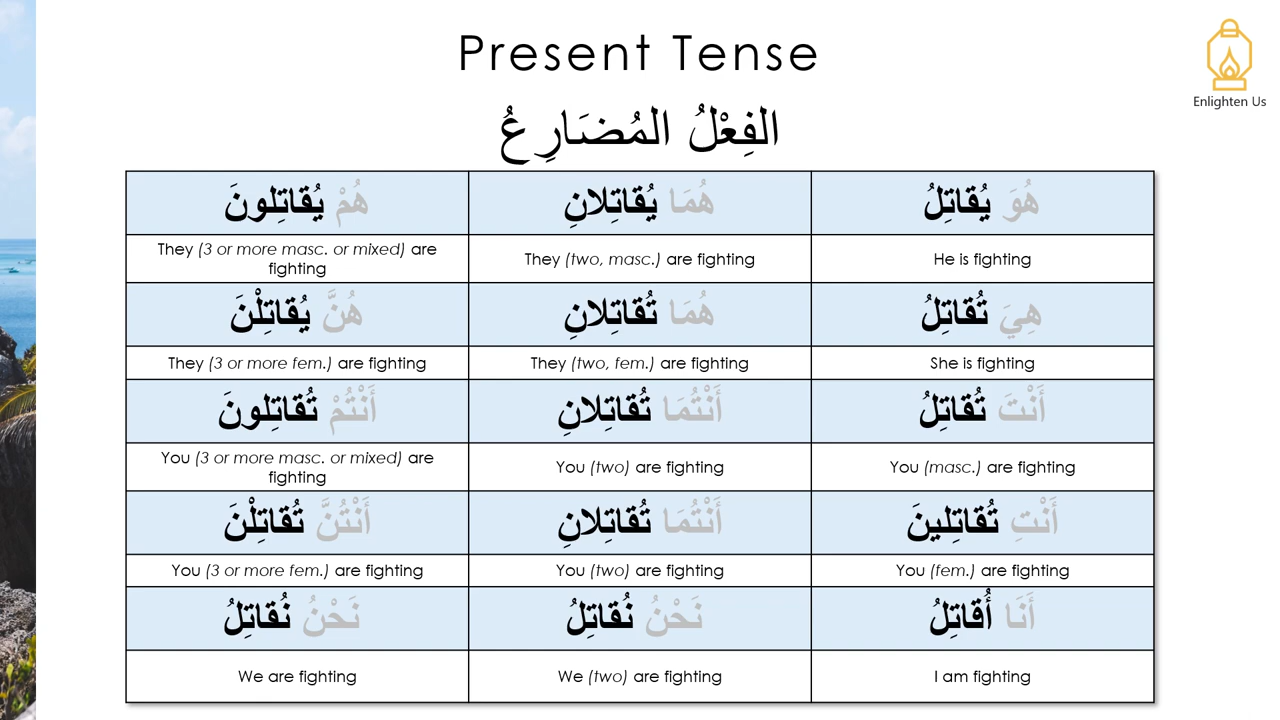 Present Tense
Enlighten Us
الفِعْلُ المُضَارِعُ
هُوَ يُقاتِلُ
هُمَا يُقاتِلانِ
هُمْ يُقاتِلونَ
He is fighting
They (two, masc.) are fighting
They (3 or more masc. or mixed) are
fighting
هِيَ تُقاتِلُ
هُمَا تُقاتِلانِ
هُنَّ يُقاتِلْنَ
She is fighting
They (two, fem.) are fighting
They (3 or more fem.) are fighting
أَنْتَ تُقاتِلُ
أَنْتُمَا تُقاتِلانِ
أَنْتُمْ تُقاتِلونَ
You (masc.) are fighting
You (two) are fighting
You (3 or more masc. or mixed) are
fighting
أَنْتِ تُقاتِلينَ
أَنْتُمَا تُقاتِلانِ
أَنْتُنَّ تُقاتِلْنَ
You (fem.) are fighting
You (two) are fighting
You (3 or more fem.) are fighting
أَنَا أُقاتِلُ
نَحْنُ نُقاتِلُ
نَحْنُ نُقاتِلُ
I am fighting
We (two) are fighting
We are fighting